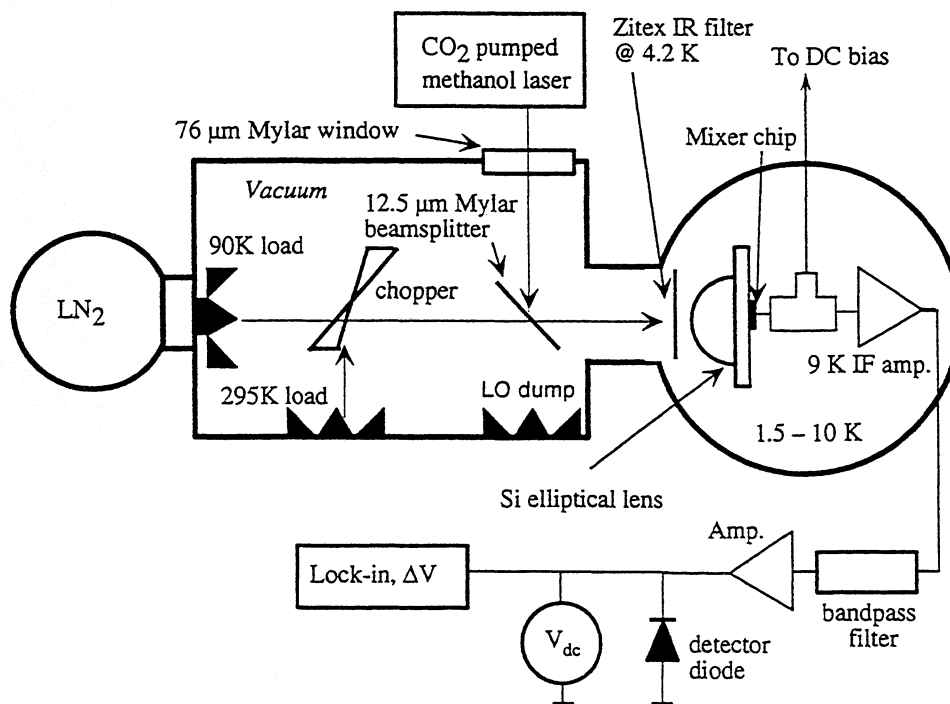 CO2 pumped
methanol laser
Zitex IR filter
@ 4.2 K
To DC bias
76 μm Mylar window
Mixer chip
Vacuum
12.5 μm Mylar
beamsplitter
90K load
chopper
LN2
9 K IF amp.
295K load
LO dump
1.5 – 10 K
Si elliptical lens
Amp.
Lock-in, ΔV
bandpass
filter
Vdc
detector
diode